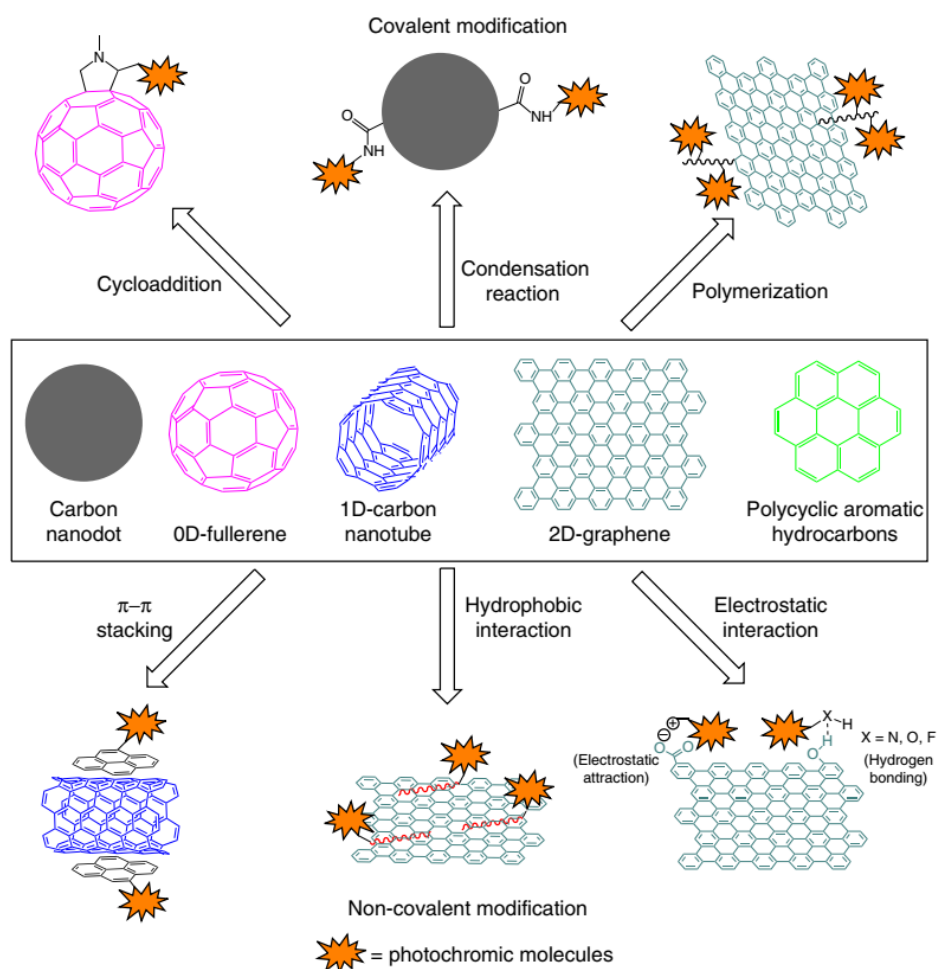 Covalent modification
N
O
NH
O
NH
Cycloaddition
Condensation
reaction
Polymerization
Carbon
nanodot
0D-fullerene
1D-carbon
nanotube
2D-graphene
Polycyclic aromatic
hydrocarbons
π–π
stacking
Hydrophobic
interaction
Electrostatic
interaction
X
H
H
O
⊖ ⊕
O
O
(Electrostatic
attraction)
X = N, O, F
(Hydrogen
bonding)
Non-covalent modification
= photochromic molecules